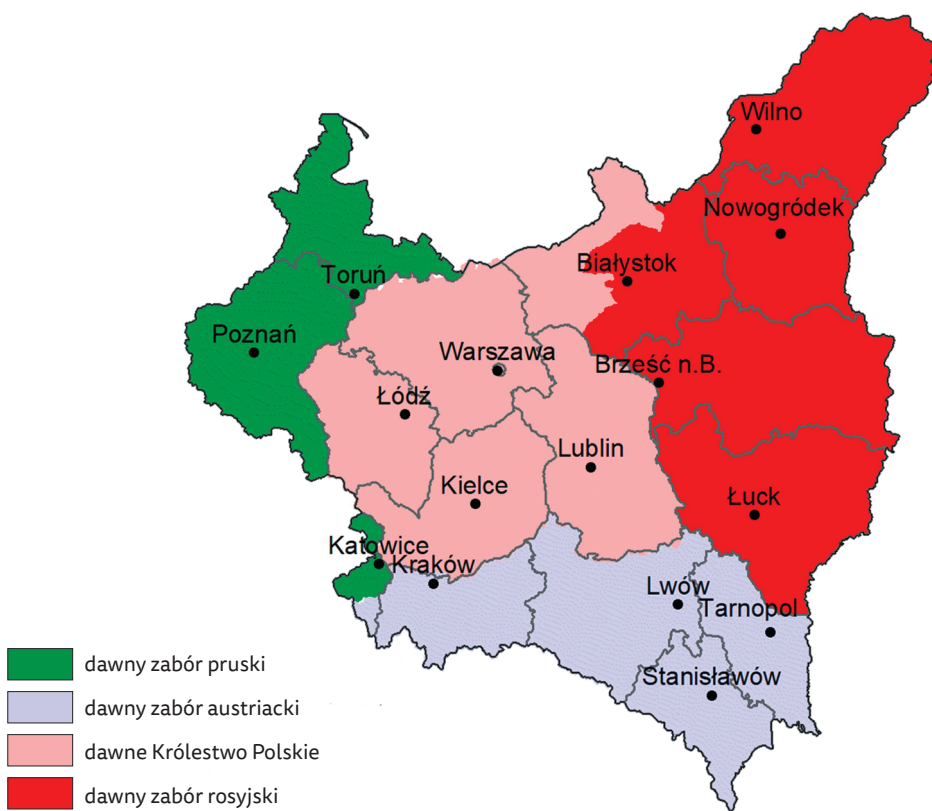 Wilno
Nowogródek
Białystok
Toruń
Poznań
Warszawa
Brześć n.B.
Łódź
Lublin
Kielce
Łuck
Katowice
Kraków
Lwów
Tarnopol
Stanisławów
dawny zabór pruski
dawny zabór austriacki
dawne Królestwo Polskie
dawny zabór rosyjski